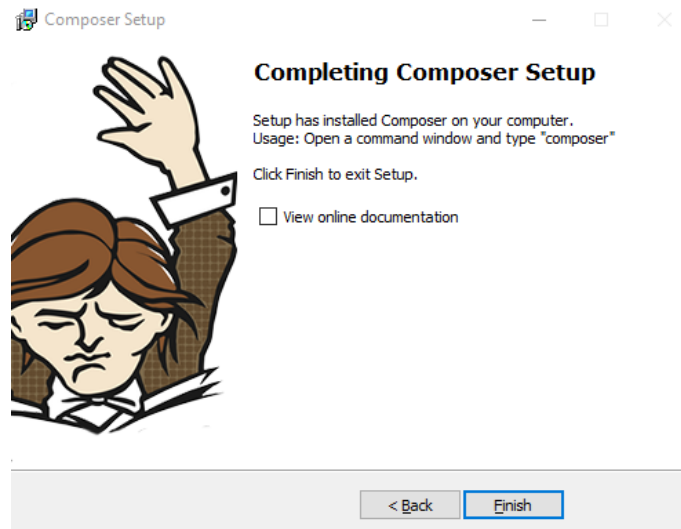 Composer Setup
Completing Composer Setup
Setup has installed Composer on your computer.
Usage: Open a command window and type "composer"
Click Finish to exit Setup.
View online documentation
< Back
Finish